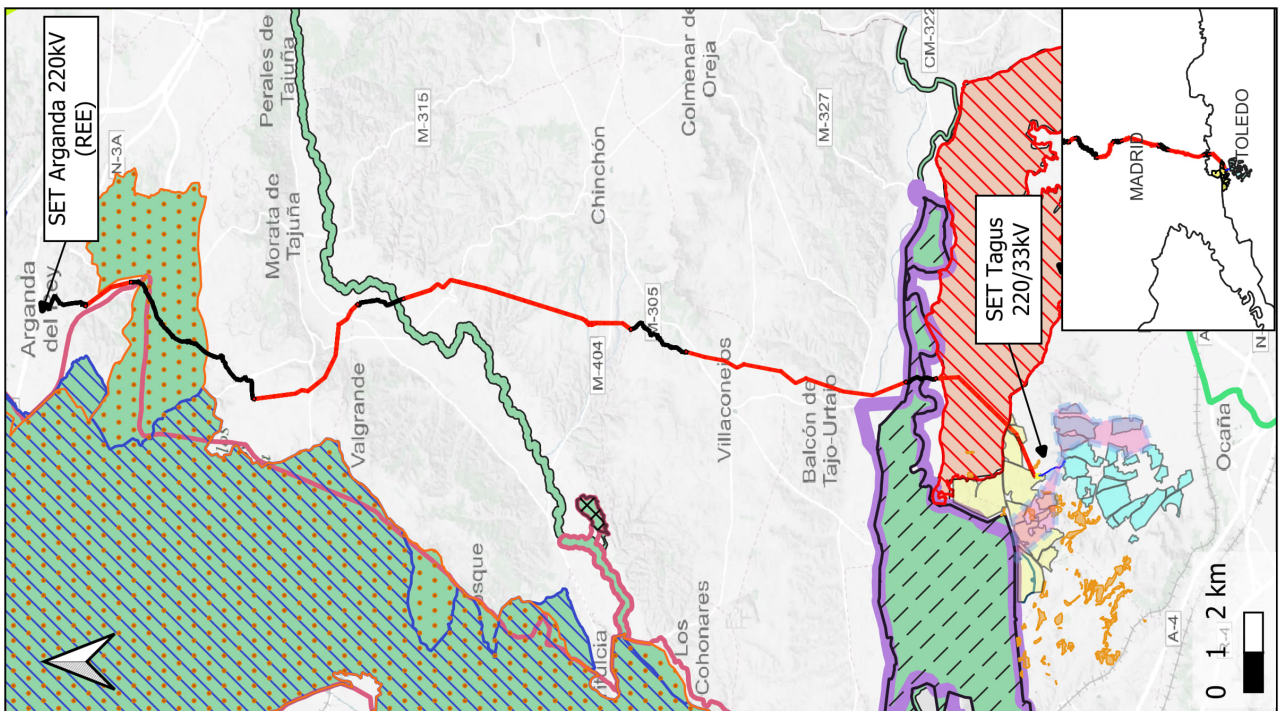 SET Arganda 220kV
(REE)
N-3A
Arganda
del Rey
Perales de
Tajuña
M-315
Morata de
Tajuña
Colmenar de
Oreja
CM-322
M-327
Chinchón
M-305
M-404
Valgrande
Villaconejos
Balcón de
Tajo-Urtajo
SET Tagus
220/33kV
MADRID
TOLEDO
Los
Cohonares
Ocaña
A-4
R-4
0 1 2 km